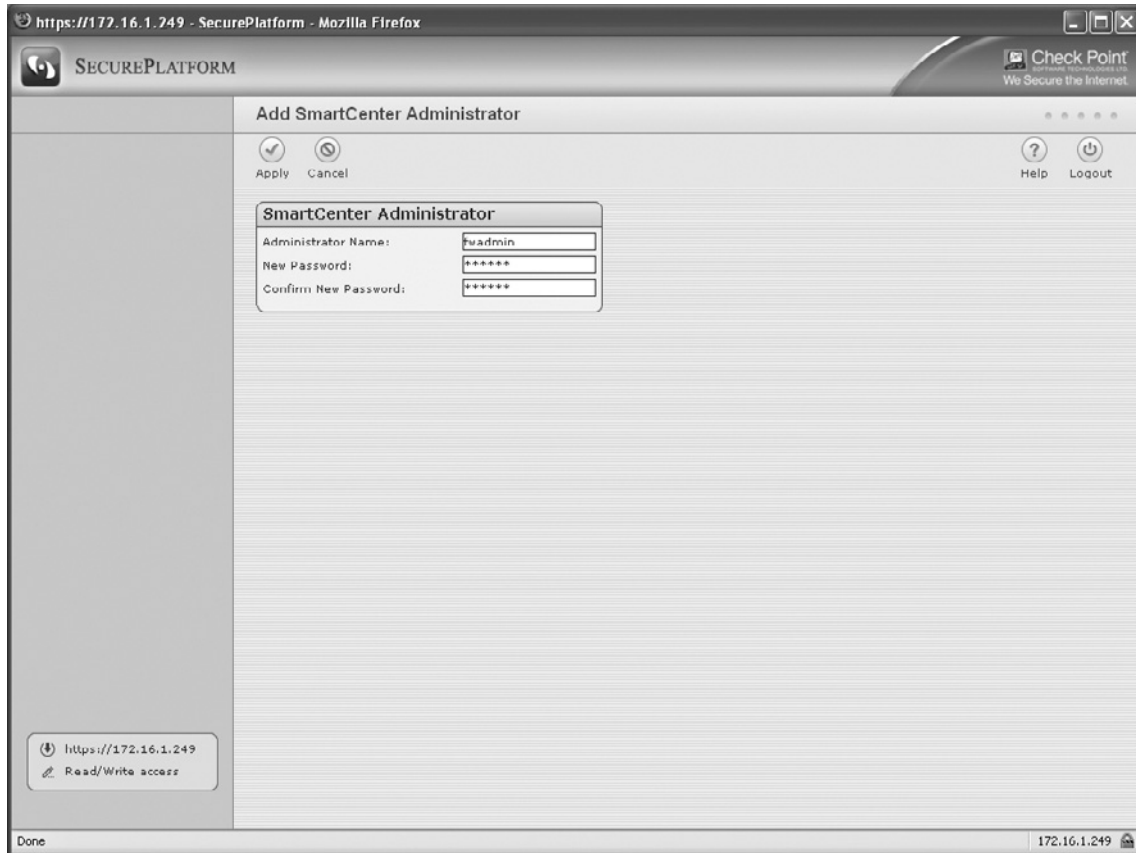 https://172.16.1.249 - SecurePlatform - Mozilla Firefox
SECUREPLATFORM
Check Point
SOFTWARE TECHNOLOGIES LTD.
We Secure the Internet.
Add SmartCenter Administrator
Apply Cancel
? Help Logout
SmartCenter Administrator
Administrator Name: fwadmin
New Password: ******
Confirm New Password: ******
https://172.16.1.249
Read/Write access
Done
172.16.1.249